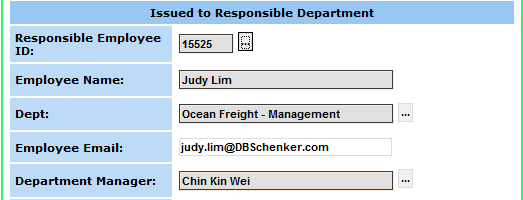 Issued to Responsible Department
Responsible Employee ID: 15525 ...
Employee Name: Judy Lim
Dept: Ocean Freight - Management ...
Employee Email: judy.lim@DBSchenker.com
Department Manager: Chin Kin Wei ...